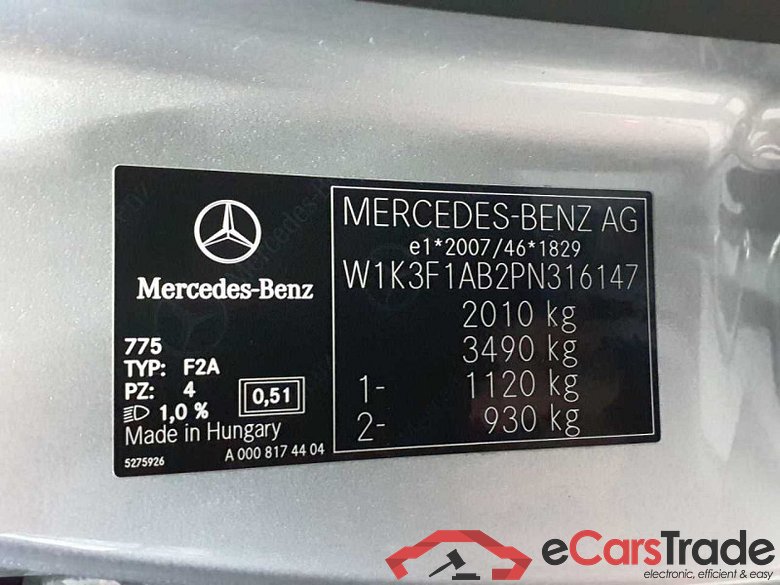 Mercedes-Benz
775
TYP: F2A
PZ: 4
1,0 %
0,51
Made in Hungary
5275926
A 000 817 44 04
MERCEDES-BENZ AG
e1*2007/46*1829
W1K3F1AB2PN316147
2010 kg
3490 kg
1- 1120 kg
2- 930 kg
eCarsTrade
electronic, efficient & easy